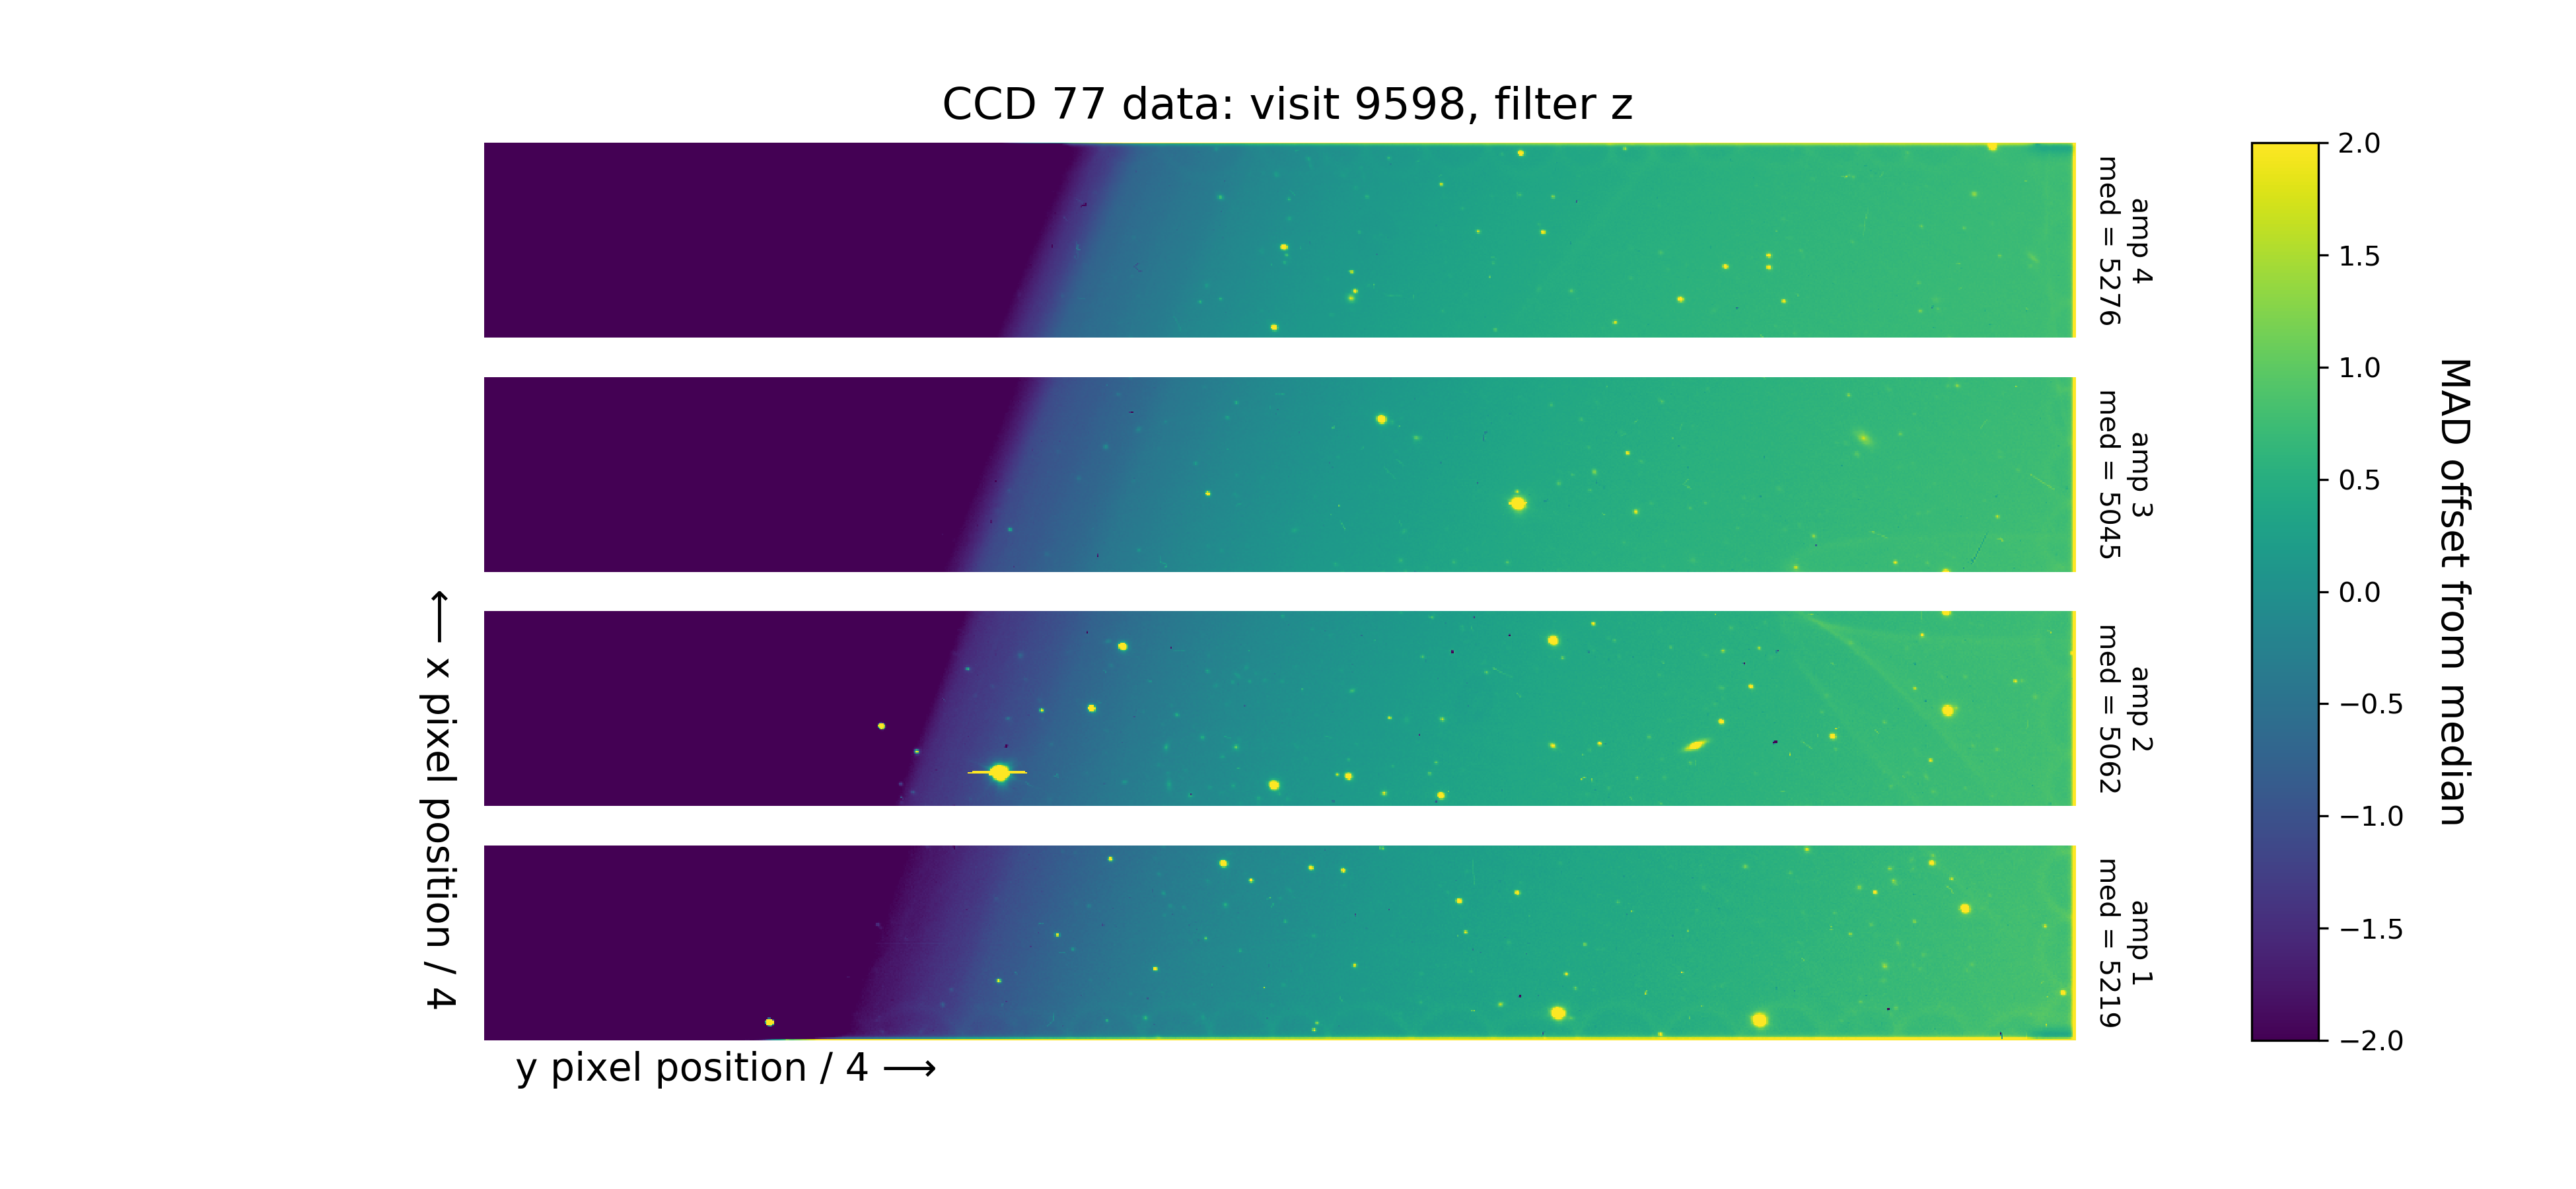 CCD 77 data: visit 9598, filter z
amp 4
med = 5276
amp 3
med = 5045
amp 2
med = 5062
amp 1
med = 5219
⟵ x pixel position / 4
y pixel position / 4 ⟶
2.0
1.5
1.0
0.5
0.0
−0.5
−1.0
−1.5
−2.0
MAD offset from median